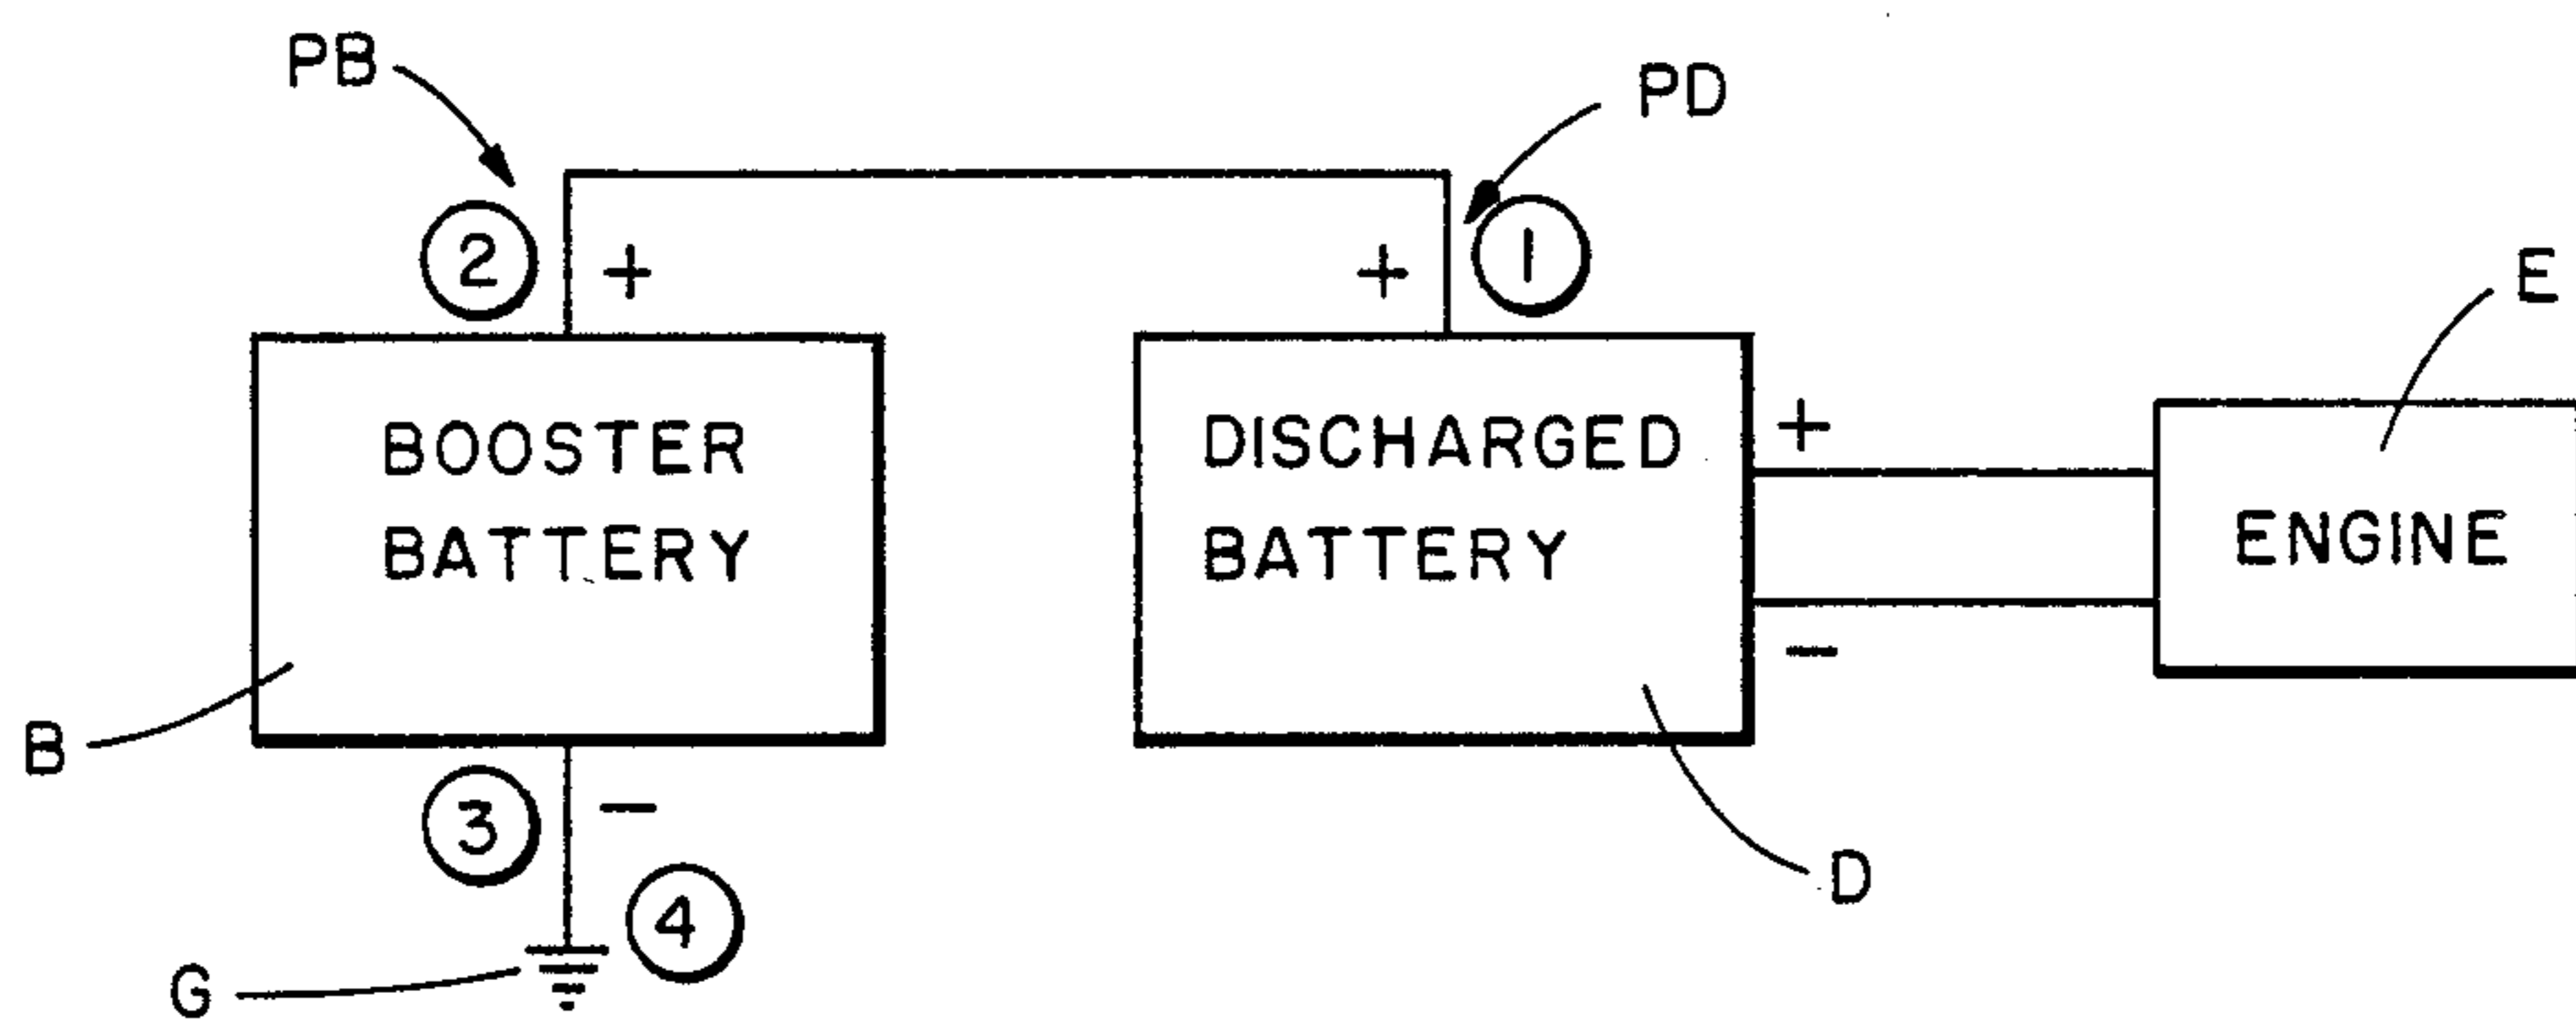 PB
PD
2
+
+
1
E
BOOSTER
BATTERY
DISCHARGED
BATTERY
+
-
ENGINE
B
3
-
4
D
G